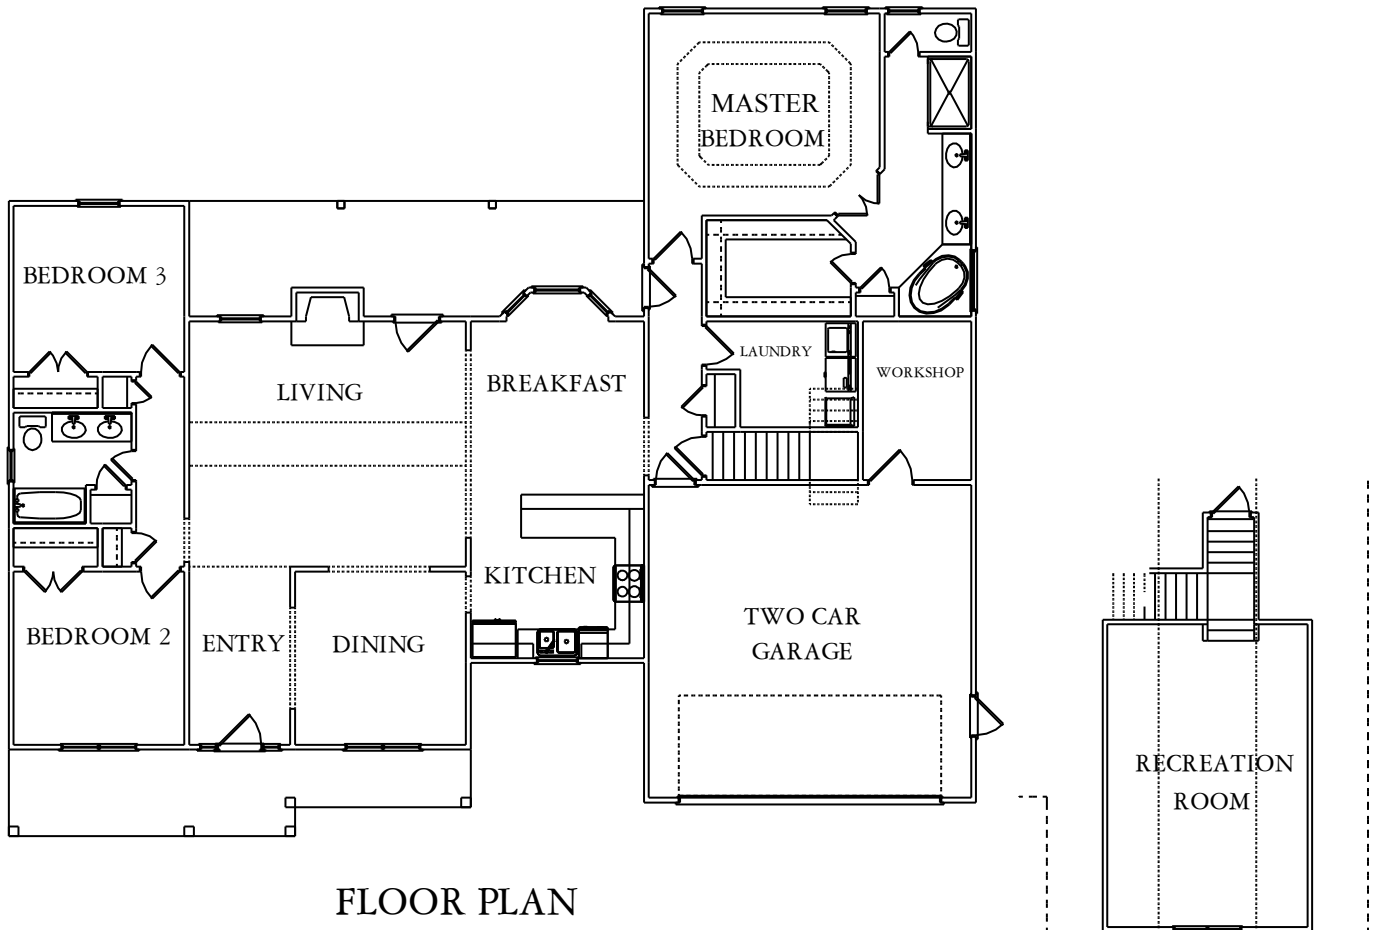 MASTER
BEDROOM
BEDROOM 3
LIVING
BREAKFAST
LAUNDRY
WORKSHOP
KITCHEN
BEDROOM 2
ENTRY
DINING
TWO CAR
GARAGE
RECREATION
ROOM
FLOOR PLAN